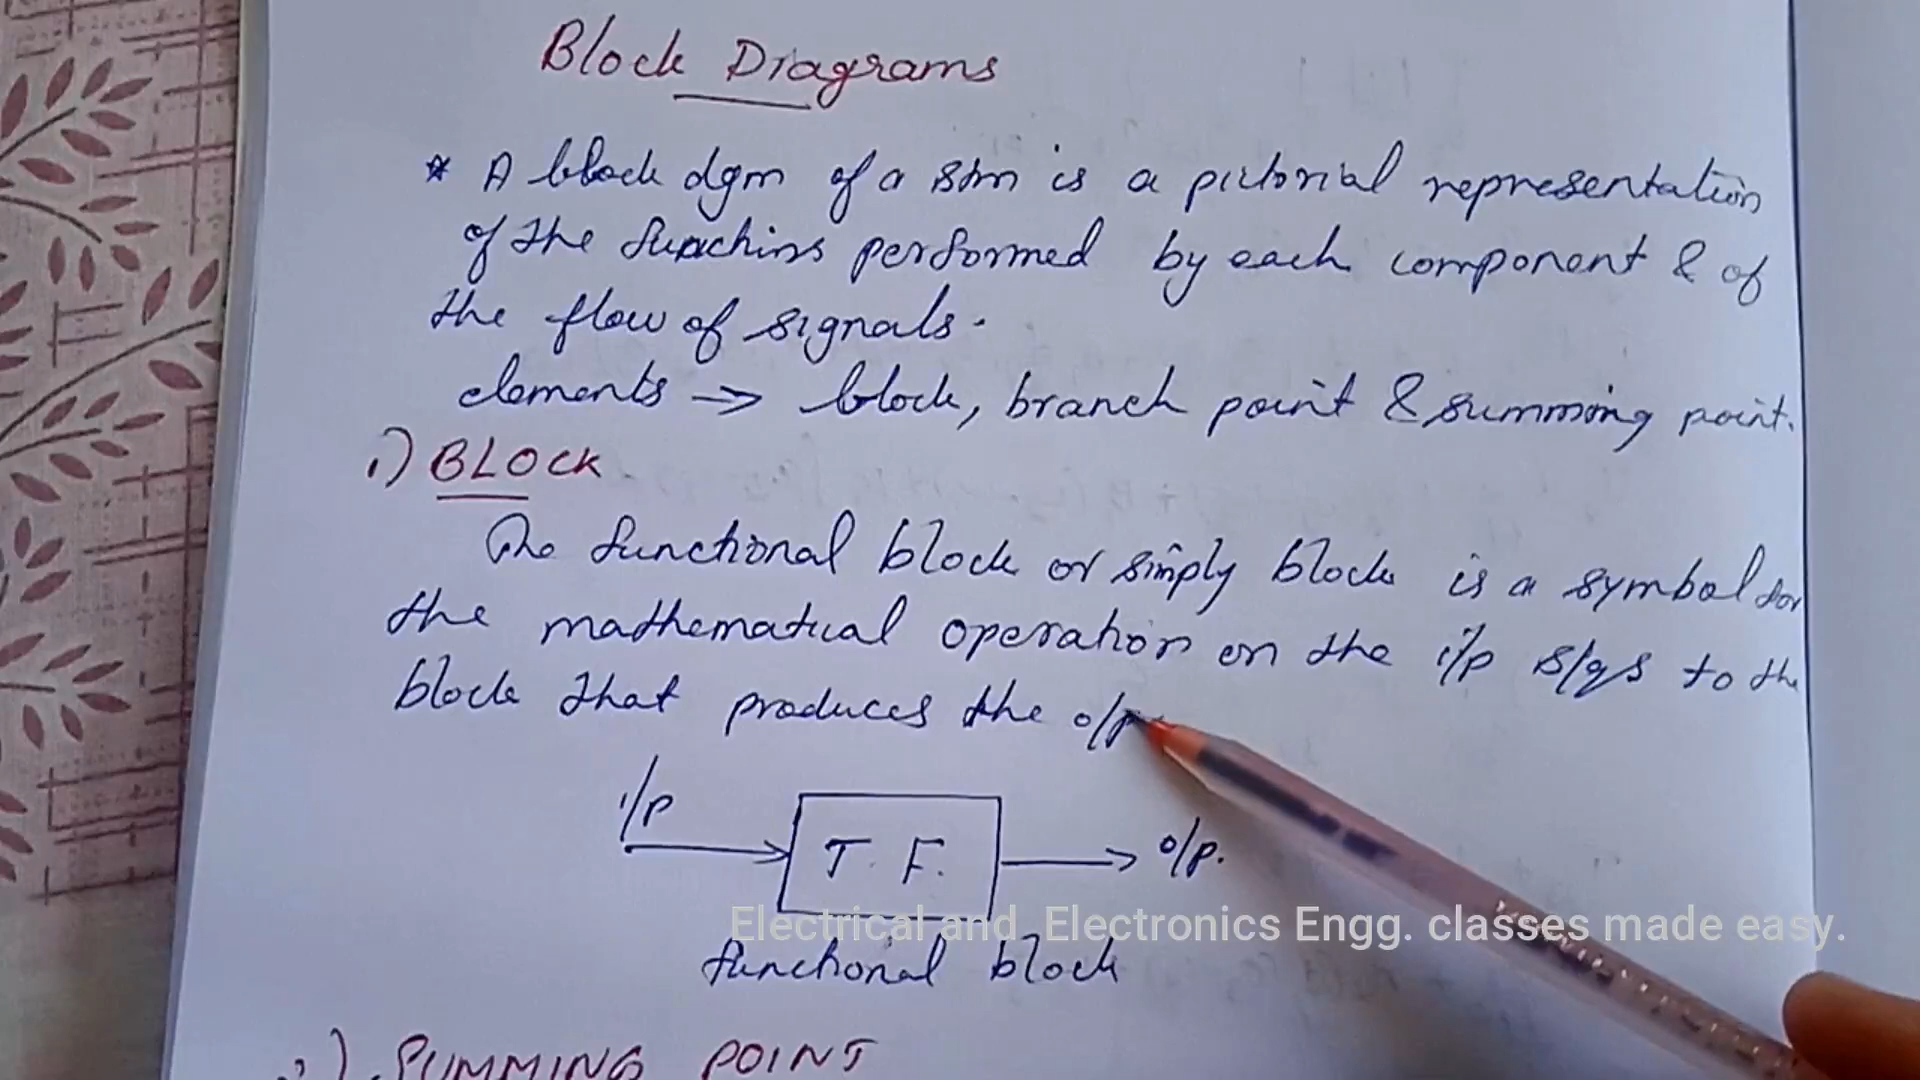 Block Diagrams
* A block dgm of a stm is a pictorial representation
of the functions performed by each component & of
the flow of signals.
elements → block, branch point & summing point.
1) BLOCK
The functional block or simply block is a symbol for
the mathematical operation on the i/p s/gs to the
block that produces the o/p
i/p
T. F.
o/p.
Electrical and Electronics Engg. classes made easy.
functional block
2) SUMMING POINT